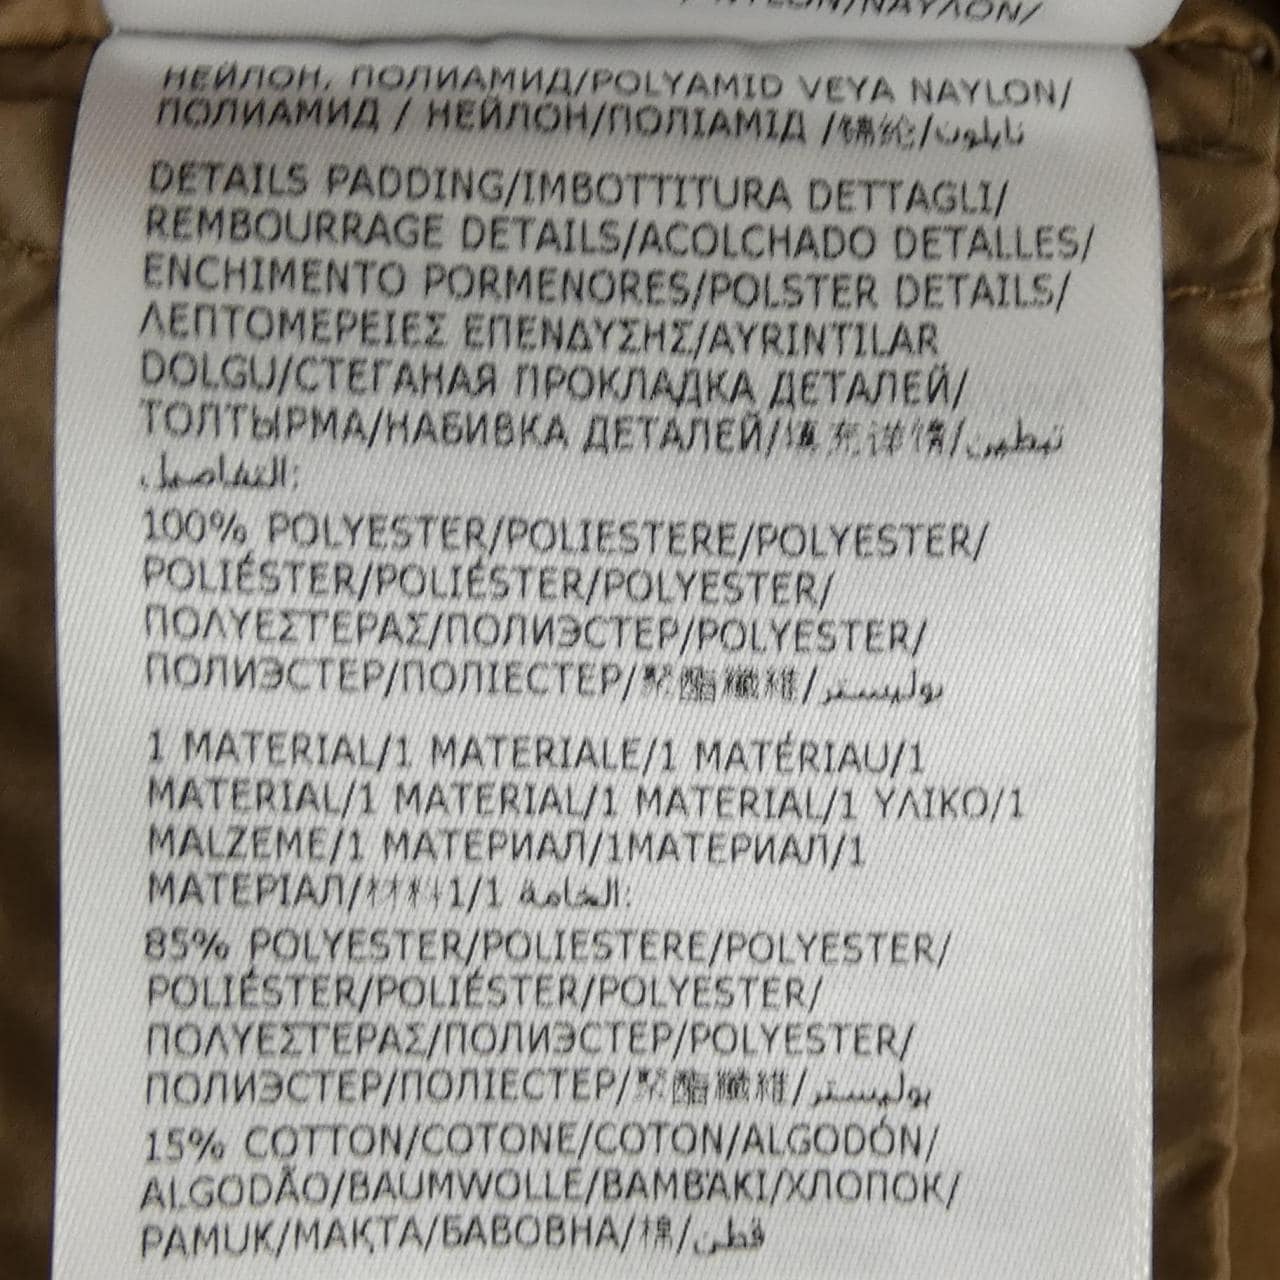 NYLON/ΝΑΥΛΟΝ/
НЕЙЛОН, ПОЛИАМИД/POLYAMID VEYA NAYLON/
ПОЛИАМИД / НЕЙЛОН/ПОЛІАМІД /锦纶/نايلون
DETAILS PADDING/IMBOTTITURA DETTAGLI/
REMBOURRAGE DETAILS/ACOLCHADO DETALLES/
ENCHIMENTO PORMENORES/POLSTER DETAILS/
ΛΕΠΤΟΜΕΡΕΙΕΣ ΕΠΕΝΔΥΣΗΣ/AYRINTILAR
DOLGU/СТЕГАНАЯ ПРОКЛАДКА ДЕТАЛЕЙ/
ТОЛТЫРМА/НАБИВКА ДЕТАЛЕЙ/填充详情/تبطين
التفاصيل:
100% POLYESTER/POLIESTERE/POLYESTER/
POLIÉSTER/POLIÉSTER/POLYESTER/
ΠΟΛΥΕΣΤΕΡΑΣ/ПОЛИЭСТЕР/POLYESTER/
ПОЛИЭСТЕР/ПОЛІЕСТЕР/聚酯纖維/بوليستر
1 MATERIAL/1 MATERIALE/1 MATÉRIAU/1
MATERIAL/1 MATERIAL/1 MATERIAL/1 ΥΛΙΚΟ/1
MALZEME/1 МАТЕРИАЛ/1МАТЕРИАЛ/1
МАТЕРІАЛ/材料1/1 الخامة:
85% POLYESTER/POLIESTERE/POLYESTER/
POLIÉSTER/POLIÉSTER/POLYESTER/
ΠΟΛΥΕΣΤΕΡΑΣ/ПОЛИЭСТЕР/POLYESTER/
ПОЛИЭСТЕР/ПОЛІЕСТЕР/聚酯纖維/بوليستر
15% COTTON/COTONE/COTON/ALGODÓN/
ALGODÃO/BAUMWOLLE/ΒΑΜΒΆΚΙ/ХЛОПОК/
PAMUK/МАҚТА/БАВОВНА/棉/قطن